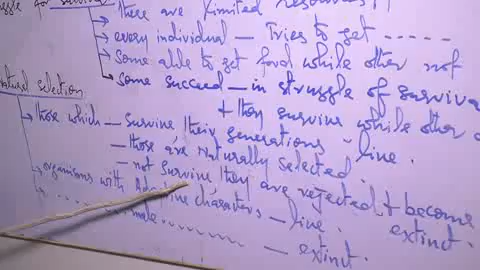 for survival
there are limited resources
every individual — Tries to get -----
Some able to get food while other not
Some succeed — in struggle of surviva
+ they survive while other
natural selection
those which — survive their generations line.
— those are Naturally selected.
— not survive they are rejected & become extinct.
organisms with characters — line.
— extinct.